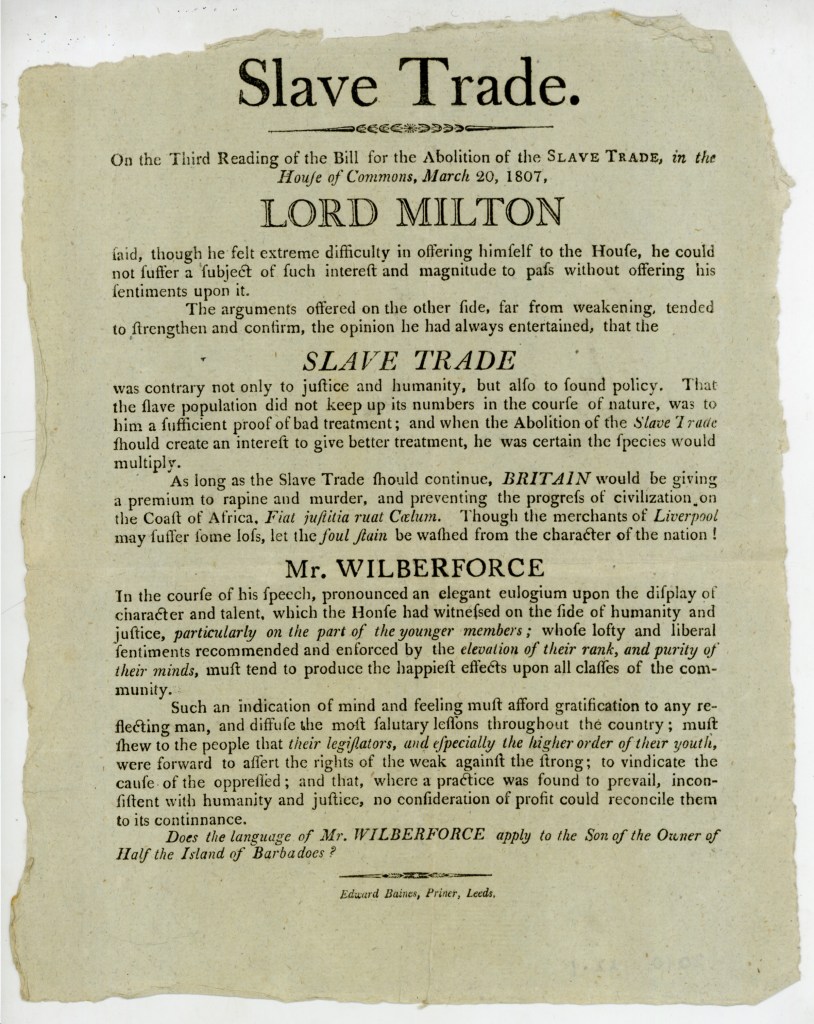 Slave Trade.
On the Third Reading of the Bill for the Abolition of the SLAVE TRADE, in the
Houſe of Commons, March 20, 1807,
LORD MILTON
ſaid, though he felt extreme difficulty in offering himſelf to the Houſe, he could
not ſuffer a ſubject of ſuch intereſt and magnitude to paſs without offering his
ſentiments upon it.
The arguments offered on the other ſide, far from weakening, tended
to ſtrengthen and confirm, the opinion he had always entertained, that the
SLAVE TRADE
was contrary not only to juſtice and humanity, but alſo to ſound policy. That
the ſlave population did not keep up its numbers in the courſe of nature, was to
him a ſufficient proof of bad treatment; and when the Abolition of the Slave Trade
ſhould create an intereſt to give better treatment, he was certain the ſpecies would
multiply.
As long as the Slave Trade ſhould continue, BRITAIN would be giving
a premium to rapine and murder, and preventing the progreſs of civilization on
the Coaſt of Africa. Fiat juſtitia ruat Cœlum. Though the merchants of Liverpool
may ſuffer ſome loſs, let the foul ſtain be waſhed from the character of the nation!
Mr. WILBERFORCE
In the courſe of his ſpeech, pronounced an elegant eulogium upon the diſplay of
character and talent, which the Honſe had witneſsed on the ſide of humanity and
juſtice, particularly on the part of the younger members; whoſe lofty and liberal
ſentiments recommended and enforced by the elevation of their rank, and purity of
their minds, muſt tend to produce the happieſt effects upon all claſſes of the com-
munity.
Such an indication of mind and feeling muſt afford gratification to any re-
flecting man, and diffuſe the moſt ſalutary leſſons throughout the country; muſt
ſhew to the people that their legiſlators, and eſpecially the higher order of their youth,
were forward to aſſert the rights of the weak againſt the ſtrong; to vindicate the
cauſe of the oppreſſed; and that, where a practice was found to prevail, incon-
ſiſtent with humanity and juſtice, no conſideration of profit could reconcile them
to its continnance.
Does the language of Mr. WILBERFORCE apply to the Son of the Owner of
Half the Island of Barbadoes?
Edward Baines, Priner, Leeds.